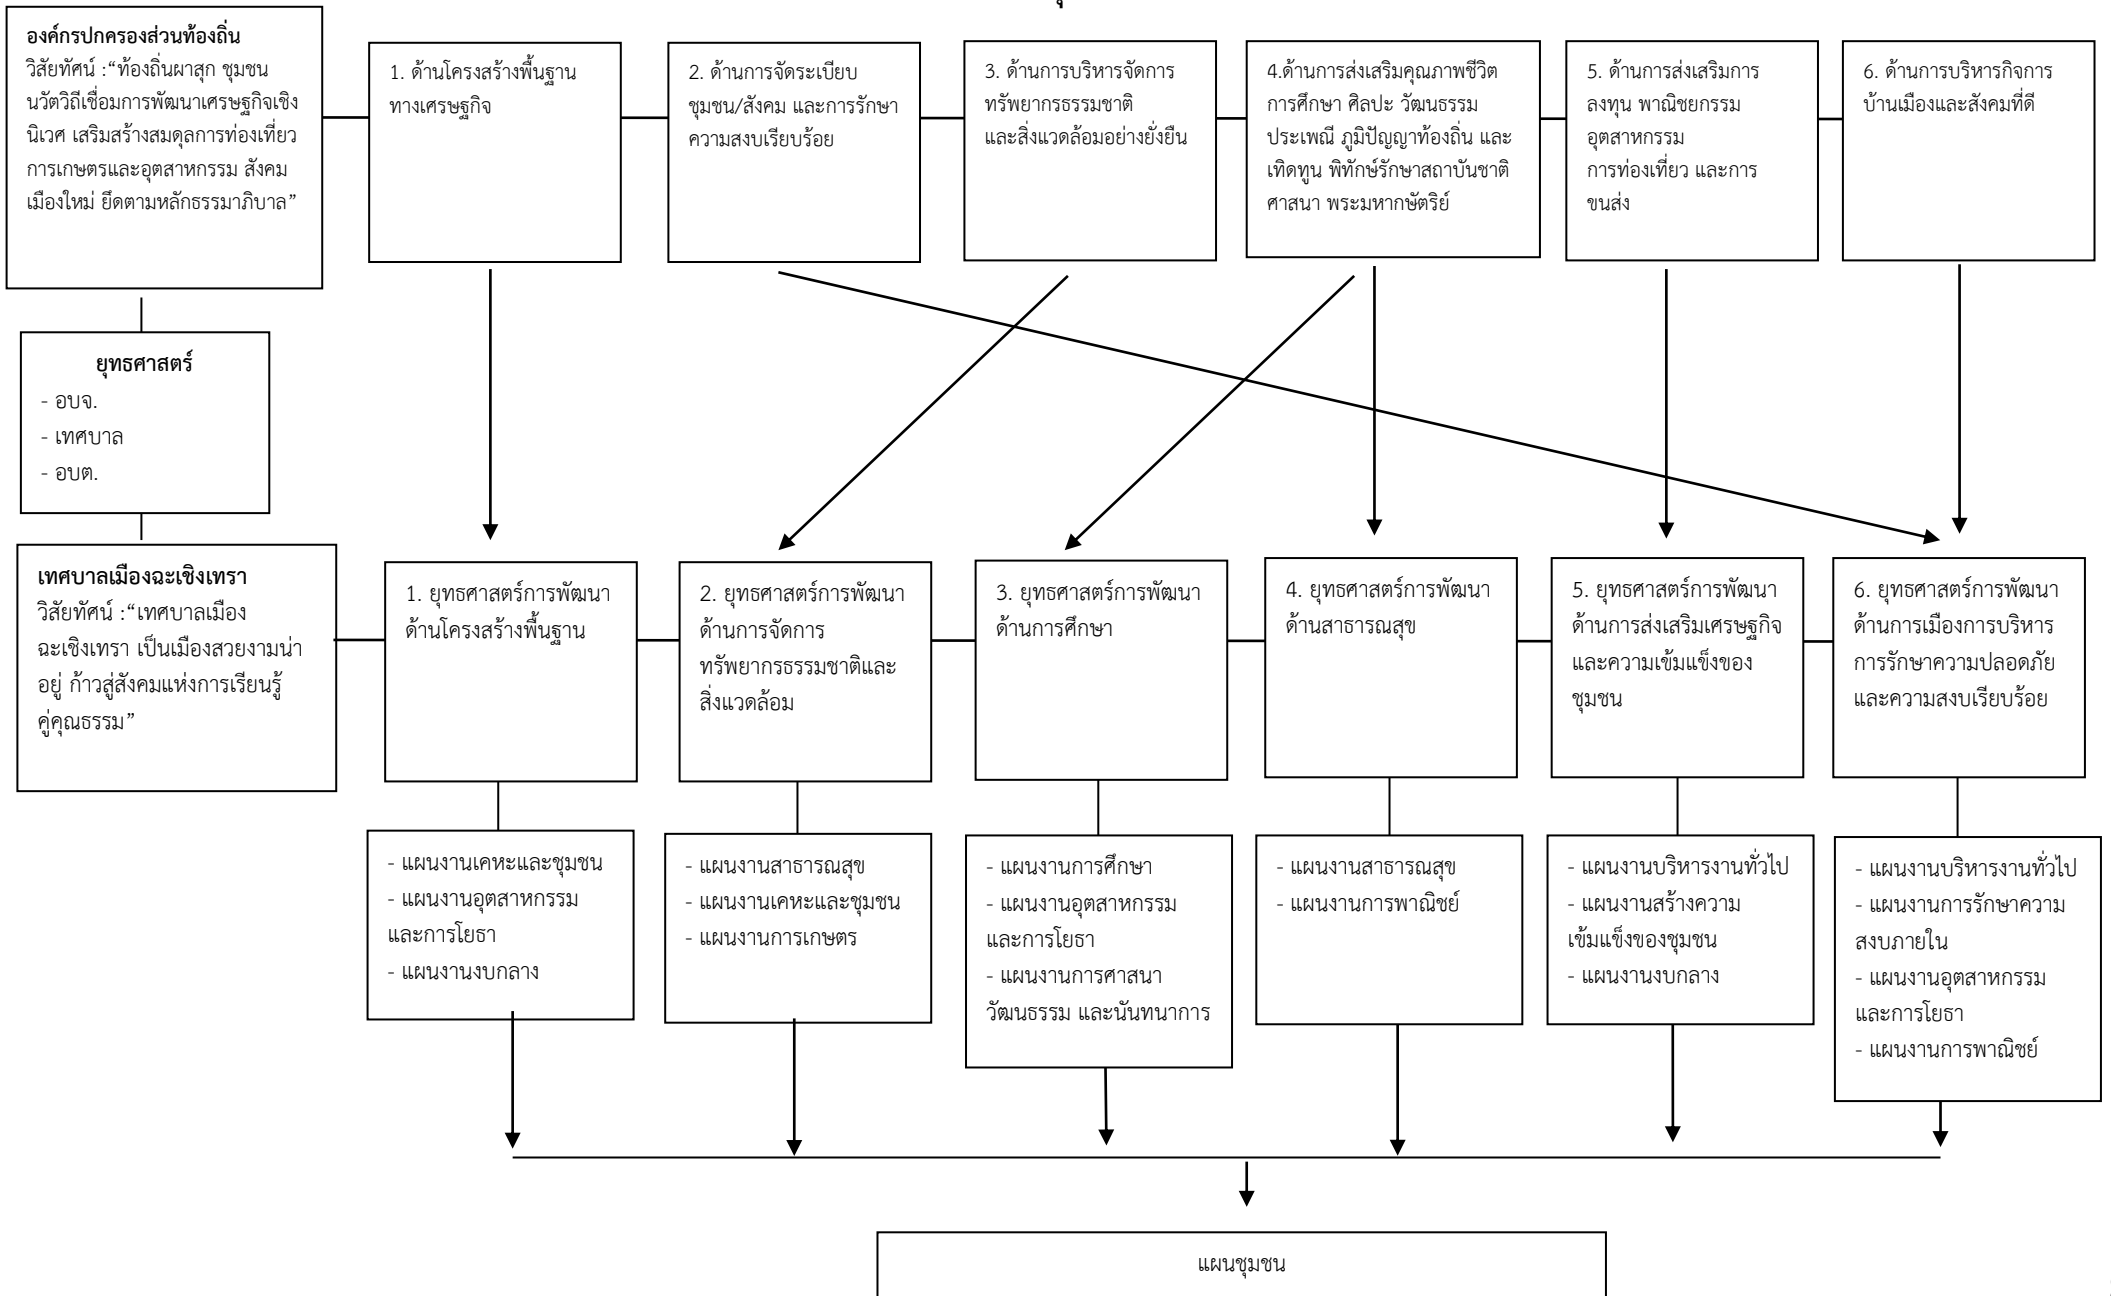 องค์กรปกครองส่วนท้องถิ่น
วิสัยทัศน์ :“ท้องถิ่นผาสุก ชุมชน
นวัตวิถีเชื่อมการพัฒนาเศรษฐกิจเชิง
นิเวศ เสริมสร้างสมดุลการท่องเที่ยว
การเกษตรและอุตสาหกรรม สังคม
เมืองใหม่ ยึดตามหลักธรรมาภิบาล”
1. ด้านโครงสร้างพื้นฐาน
ทางเศรษฐกิจ
2. ด้านการจัดระเบียบ
ชุมชน/สังคม และการรักษา
ความสงบเรียบร้อย
3. ด้านการบริหารจัดการ
ทรัพยากรธรรมชาติ
และสิ่งแวดล้อมอย่างยั่งยืน
4.ด้านการส่งเสริมคุณภาพชีวิต
การศึกษา ศิลปะ วัฒนธรรม
ประเพณี ภูมิปัญญาท้องถิ่น และ
เทิดทูน พิทักษ์รักษาสถาบันชาติ
ศาสนา พระมหากษัตริย์
5. ด้านการส่งเสริมการ
ลงทุน พาณิชยกรรม
อุตสาหกรรม
การท่องเที่ยว และการ
ขนส่ง
6. ด้านการบริหารกิจการ
บ้านเมืองและสังคมที่ดี
ยุทธศาสตร์
- อบจ.
- เทศบาล
- อบต.
เทศบาลเมืองฉะเชิงเทรา
วิสัยทัศน์ :“เทศบาลเมือง
ฉะเชิงเทรา เป็นเมืองสวยงามน่า
อยู่ ก้าวสู่สังคมแห่งการเรียนรู้
คู่คุณธรรม”
1. ยุทธศาสตร์การพัฒนา
ด้านโครงสร้างพื้นฐาน
2. ยุทธศาสตร์การพัฒนา
ด้านการจัดการ
ทรัพยากรธรรมชาติและ
สิ่งแวดล้อม
3. ยุทธศาสตร์การพัฒนา
ด้านการศึกษา
4. ยุทธศาสตร์การพัฒนา
ด้านสาธารณสุข
5. ยุทธศาสตร์การพัฒนา
ด้านการส่งเสริมเศรษฐกิจ
และความเข้มแข็งของ
ชุมชน
6. ยุทธศาสตร์การพัฒนา
ด้านการเมืองการบริหาร
การรักษาความปลอดภัย
และความสงบเรียบร้อย
- แผนงานเคหะและชุมชน
- แผนงานอุตสาหกรรม
และการโยธา
- แผนงานงบกลาง
- แผนงานสาธารณสุข
- แผนงานเคหะและชุมชน
- แผนงานการเกษตร
- แผนงานการศึกษา
- แผนงานอุตสาหกรรม
และการโยธา
- แผนงานการศาสนา
วัฒนธรรม และนันทนาการ
- แผนงานสาธารณสุข
- แผนงานการพาณิชย์
- แผนงานบริหารงานทั่วไป
- แผนงานสร้างความ
เข้มแข็งของชุมชน
- แผนงานงบกลาง
- แผนงานบริหารงานทั่วไป
- แผนงานการรักษาความ
สงบภายใน
- แผนงานอุตสาหกรรม
และการโยธา
- แผนงานการพาณิชย์
แผนชุมชน